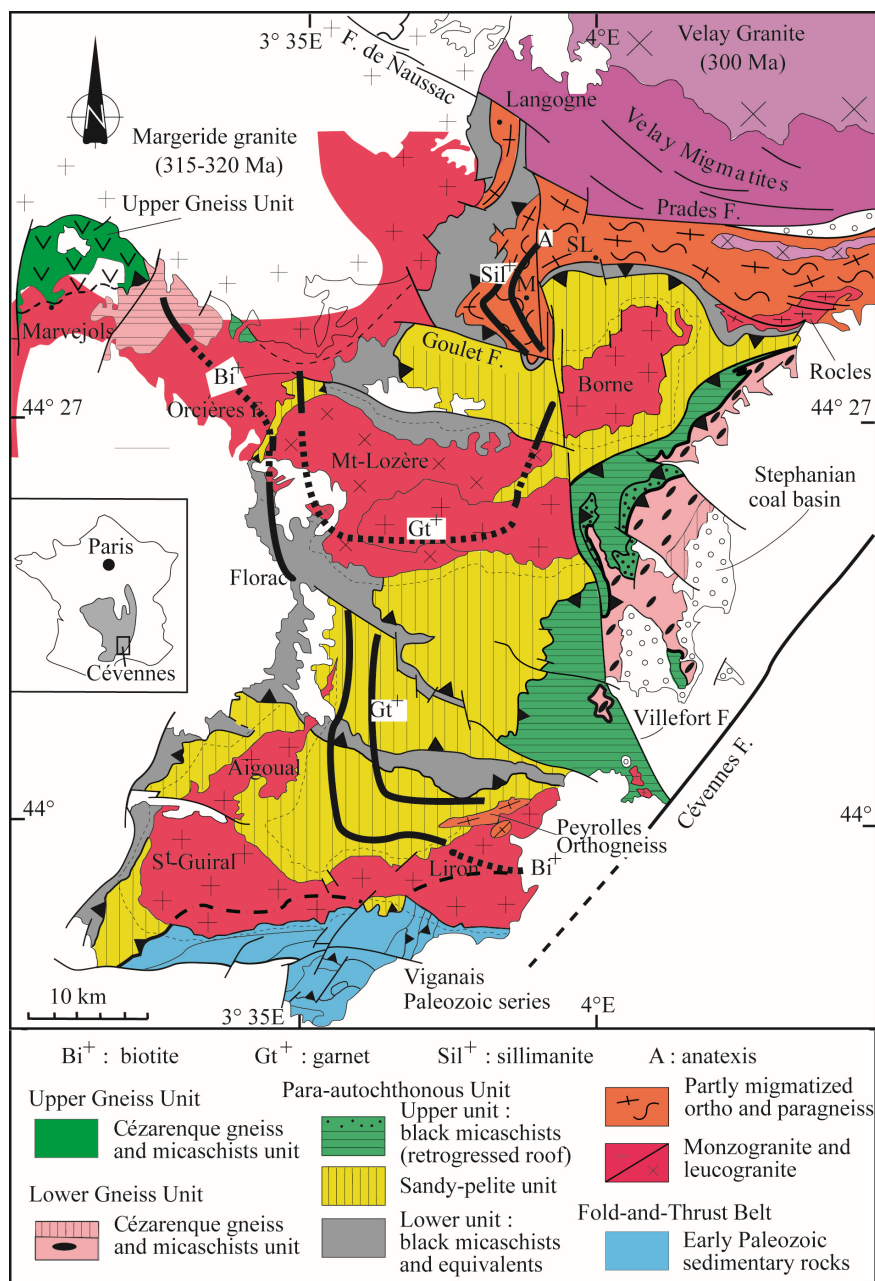 3° 35E
4°E
Velay Granite
(300 Ma)
F. de Naussac
Langogne
N
Margeride granite
(315-320 Ma)
Velay Migmatites
Upper Gneiss Unit
Prades F.
A
SL
Sil+
M
Marvejols
Goulet F.
Bi+
Borne
Rocles
Orcières F.
44° 27
44° 27
Mt-Lozère
Stephanian
coal basin
Gt+
Paris
Florac
Cévennes
Gt+
Villefort F.
Aigoual
Cévennes F.
44°
44°
Peyrolles
Orthogneiss
St-Guiral
Liron
Bi+
Viganais
Paleozoic series
10 km
3° 35E
4°E
Bi+ : biotite
Gt+ : garnet
Sil+ : sillimanite
A : anatexis
Upper Gneiss Unit
Cézarenque gneiss
and micaschists unit
Lower Gneiss Unit
Cézarenque gneiss
and micaschists unit
Para-autochthonous Unit
Upper unit :
black micaschists
(retrogressed roof)
Sandy-pelite unit
Lower unit :
black micaschists
and equivalents
Partly migmatized
ortho and paragneiss
Monzogranite and
leucogranite
Fold-and-Thrust Belt
Early Paleozoic
sedimentary rocks